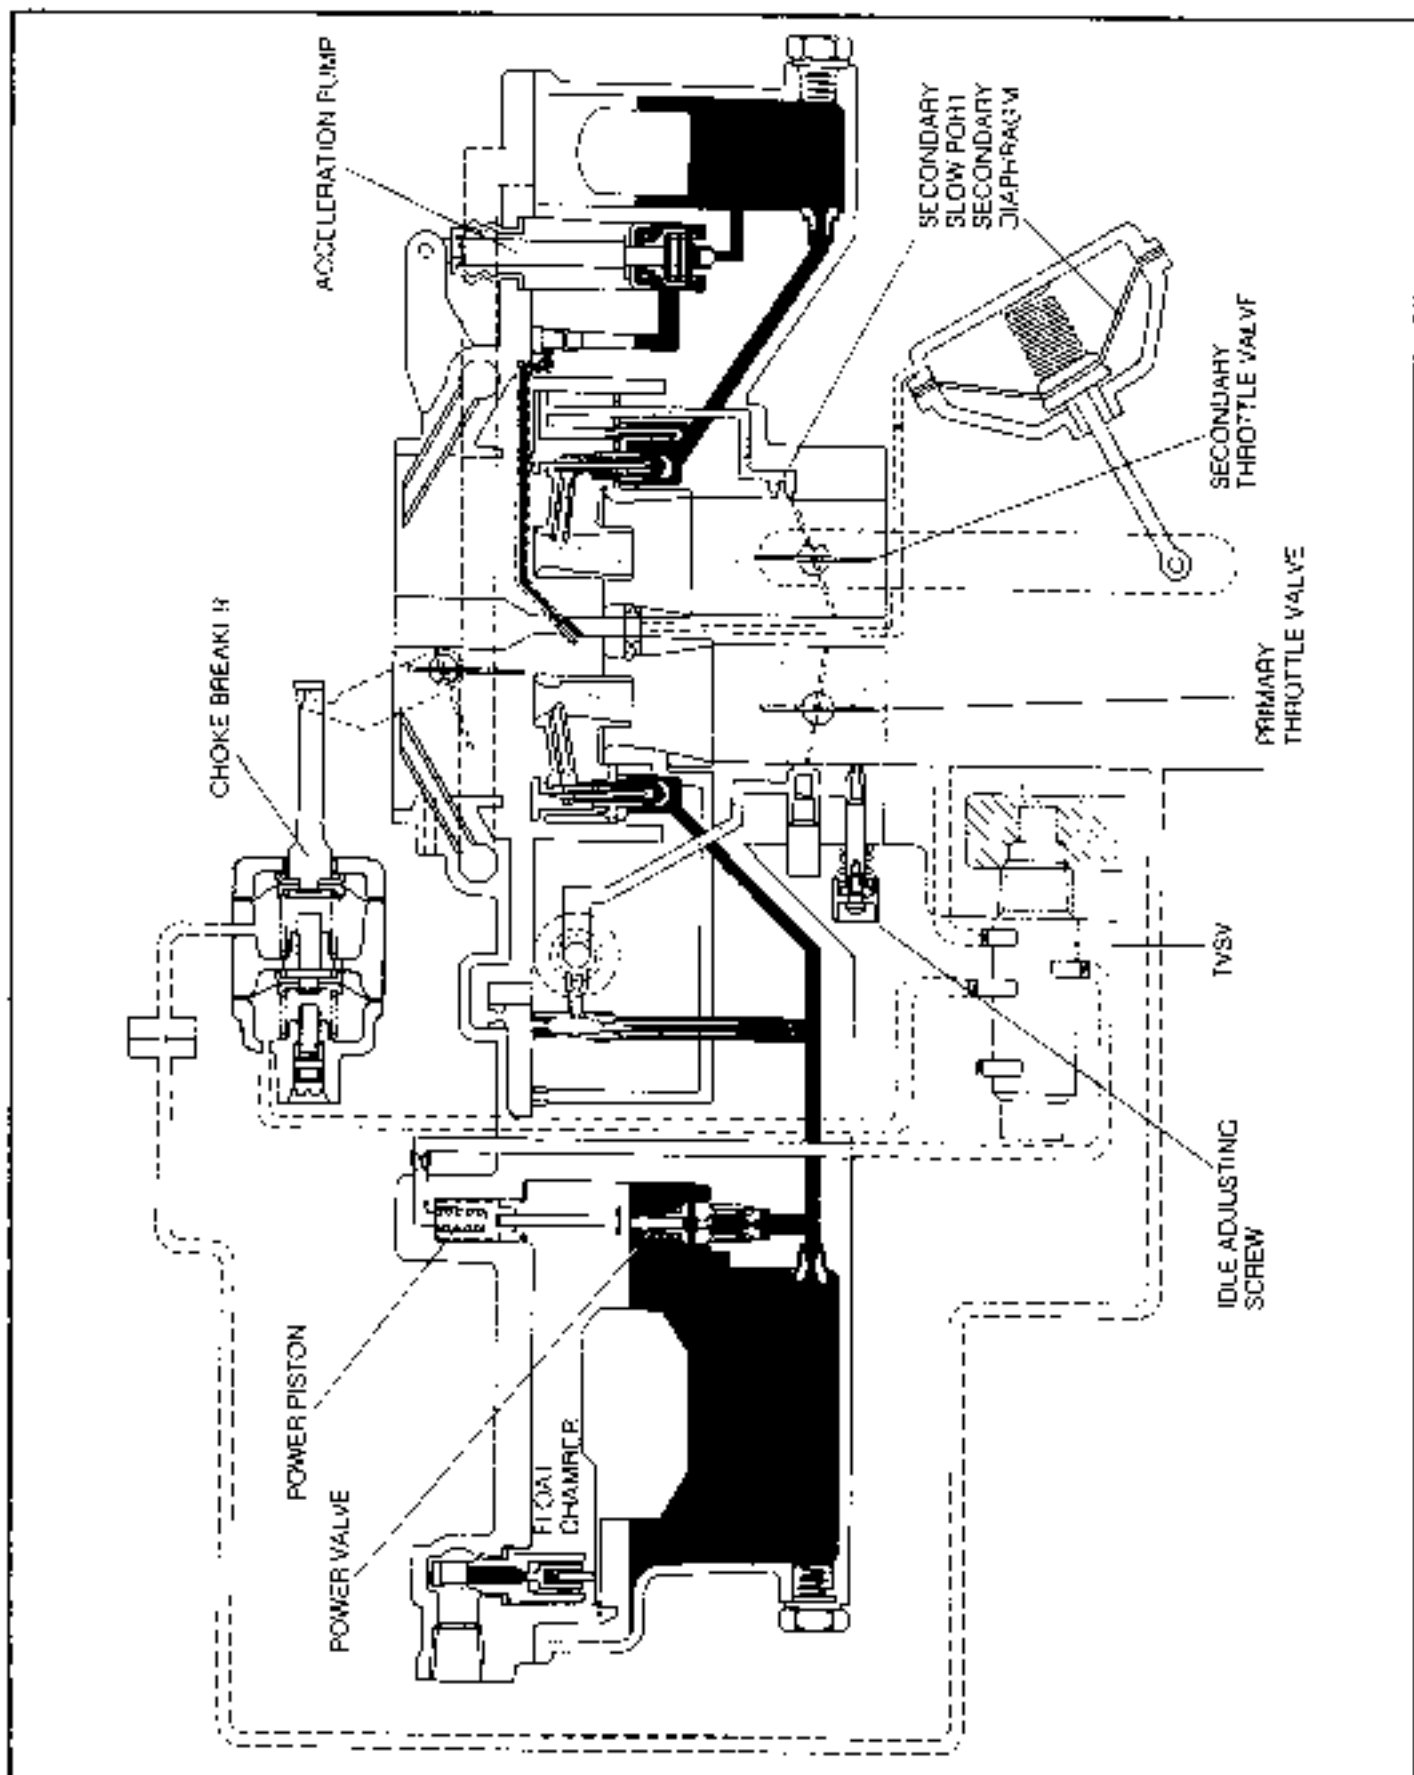 ACCELERATION PUMP
SECONDARY
SLOW PORT
SECONDARY
DIAPHRAGM
CHOKE BREAKER
SECONDARY
THROTTLE VALVE
PRIMARY
THROTTLE VALVE
TVSV
IDLE ADJUSTING
SCREW
POWER PISTON
POWER VALVE
FLOAT
CHAMBER